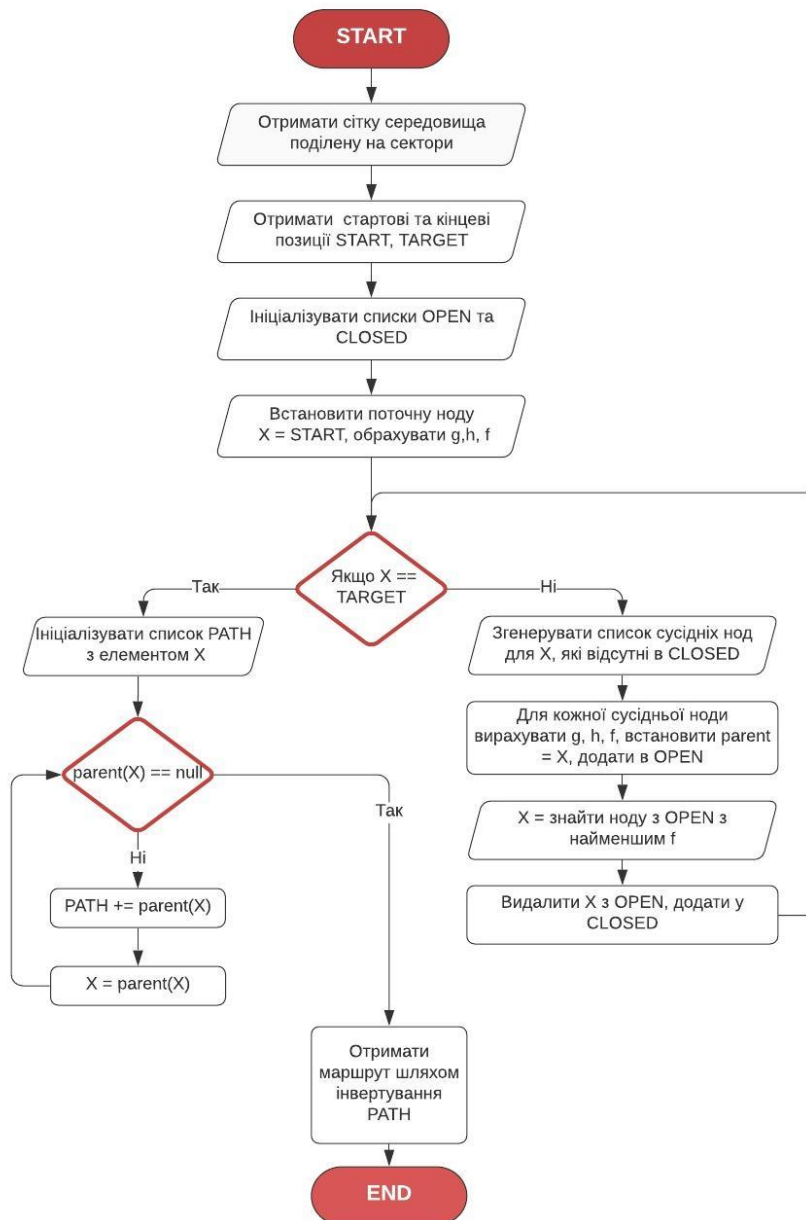 START
Отримати сітку середовища
поділену на сектори
Отримати стартові та кінцеві
позиції START, TARGET
Ініціалізувати списки OPEN та
CLOSED
Встановити поточну ноду
X = START, обрахувати g,h, f
Якщо X ==
TARGET
Так
Ні
Ініціалізувати список PATH
з елементом X
parent(X) == null
Так
Ні
PATH += parent(X)
X = parent(X)
Згенерувати список сусідніх нод
для X, які відсутні в CLOSED
Для кожної сусідньої ноди
вирахувати g, h, f, встановити parent
= X, додати в OPEN
X = знайти ноду з OPEN з
найменшим f
Видалити X з OPEN, додати у
CLOSED
Отримати
маршрут шляхом
інвертування
PATH
END